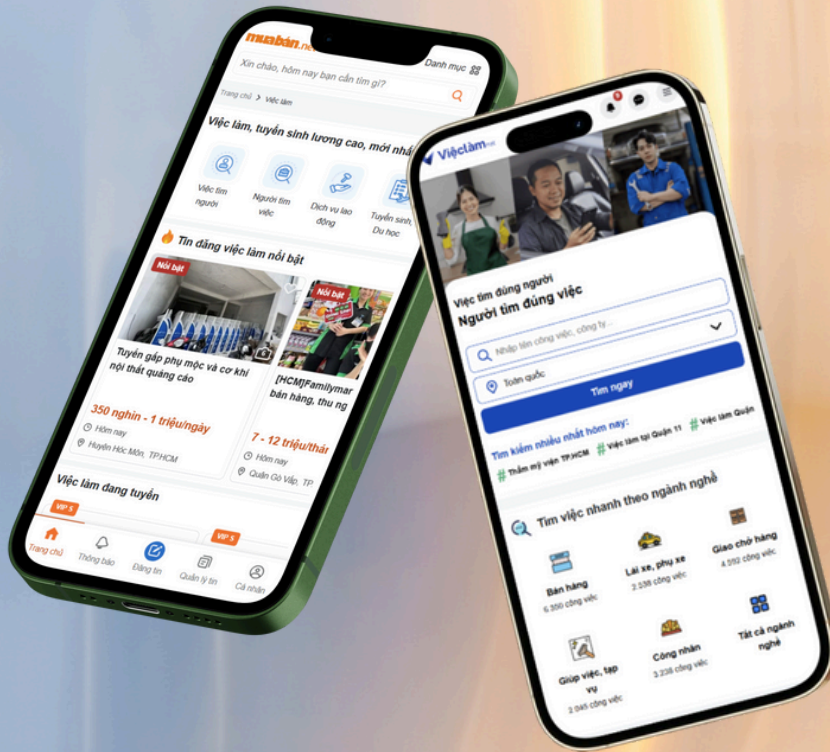 muabán.net
Danh mục
Xin chào, hôm nay bạn cần tìm gì?
Trang chủ > Việc làm
Việc làm, tuyển sinh lương cao, mới nhất
Việc tìm người
Người tìm việc
Dịch vụ lao động
Tuyển sinh, Du học
Tin đăng việc làm nổi bật
Nổi bật
Nổi bật
Tuyển gấp phụ mộc và cơ khí
nội thất quảng cáo
350 nghìn - 1 triệu/ngày
Hôm nay
Huyện Hóc Môn, TP.HCM
[HCM]Familymar
bán hàng, thu ng
7 - 12 triệu/thán
Hôm nay
Quận Gò Vấp, TP
Việc làm đang tuyển
VIP 5
VIP 5
Trang chủ
Thông báo
Đăng tin
Quản lý tin
Cá nhân
Việclàm
Việc tìm đúng người
Người tìm đúng việc
Nhập tên công việc, công ty...
Toàn quốc
Tìm ngay
Tìm kiếm nhiều nhất hôm nay:
# Thẩm mỹ viện TP.HCM # Việc làm tại Quận 11 # Việc làm Quận
Tìm việc nhanh theo ngành nghề
Bán hàng
6.350 công việc
Lái xe, phụ xe
2.238 công việc
Giao chở hàng
4.592 công việc
Giúp việc, tạp
vụ
2.045 công việc
Công nhân
3.235 công việc
Tất cả ngành
nghề